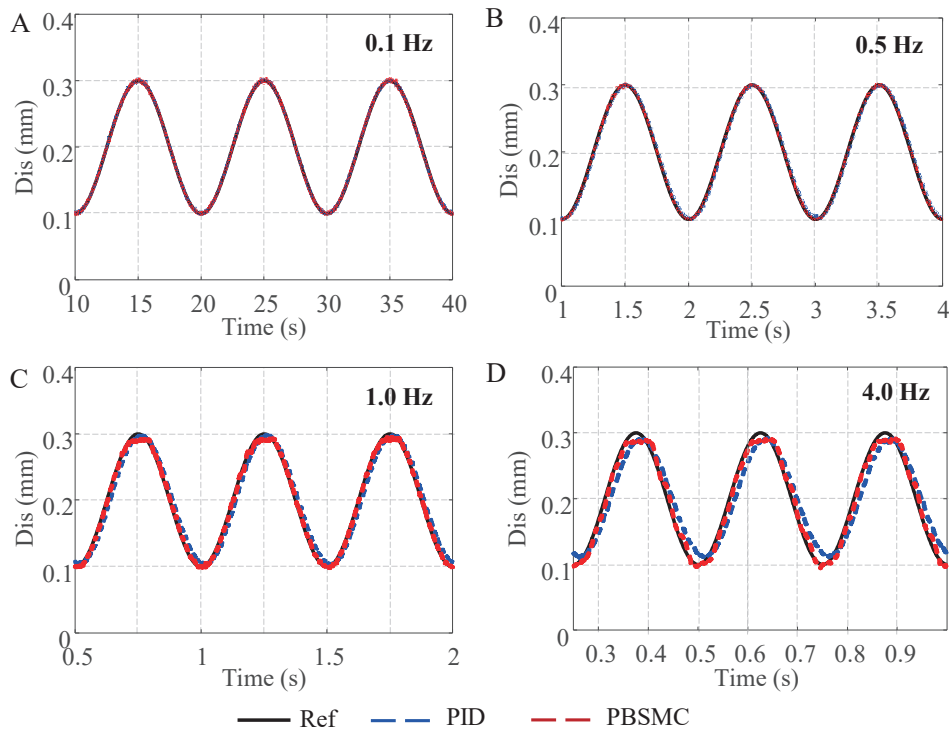 A
0.1 Hz
0.4
0.3
0.2
0.1
0
Dis (mm)
10 15 20 25 30 35 40
Time (s)
B
0.5 Hz
0.4
0.3
0.2
0.1
0
Dis (mm)
1 1.5 2 2.5 3 3.5 4
Time (s)
C
1.0 Hz
0.4
0.3
0.2
0.1
0
Dis (mm)
0.5 1 1.5 2
Time (s)
D
4.0 Hz
0.4
0.3
0.2
0.1
0
Dis (mm)
0.3 0.4 0.5 0.6 0.7 0.8 0.9
Time (s)
Ref PID PBSMC